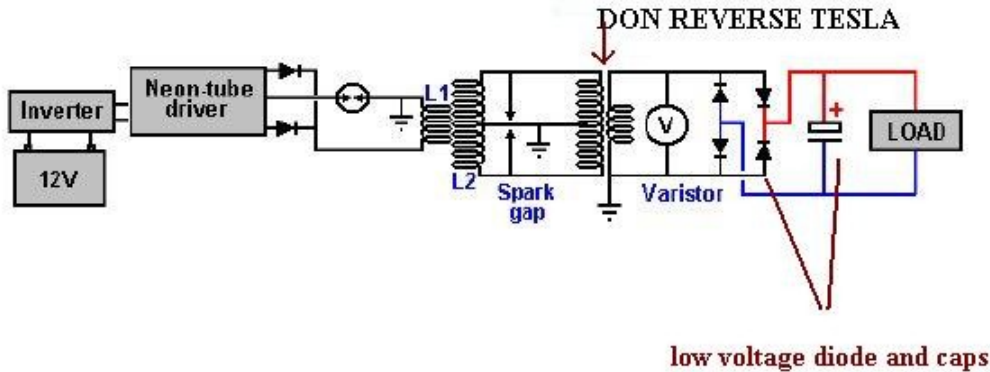 DON REVERSE TESLA
Neon-tube
driver
Inverter
12V
L1
L2
Spark
gap
V
Varistor
+
LOAD
low voltage diode and caps